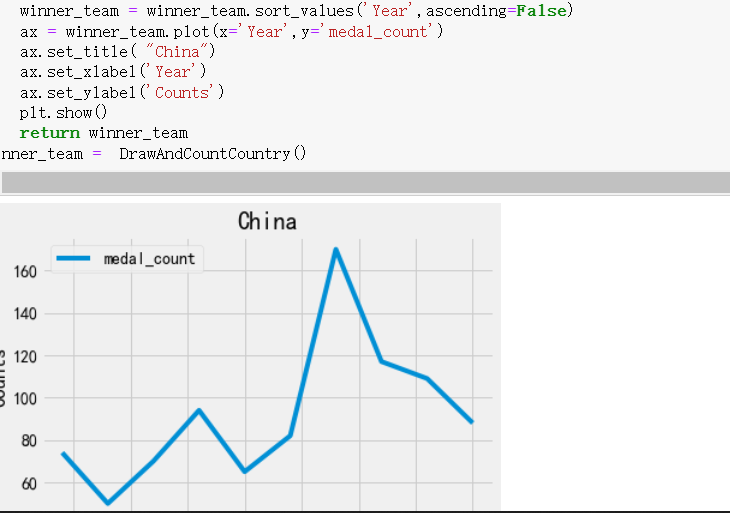 winner_team = winner_team.sort_values('Year',ascending=False)
ax = winner_team.plot(x='Year',y='medal_count')
ax.set_title( "China")
ax.set_xlabel('Year')
ax.set_ylabel('Counts')
plt.show()
return winner_team
nner_team =  DrawAndCountCountry()
China
medal_count
160
140
120
100
80
60